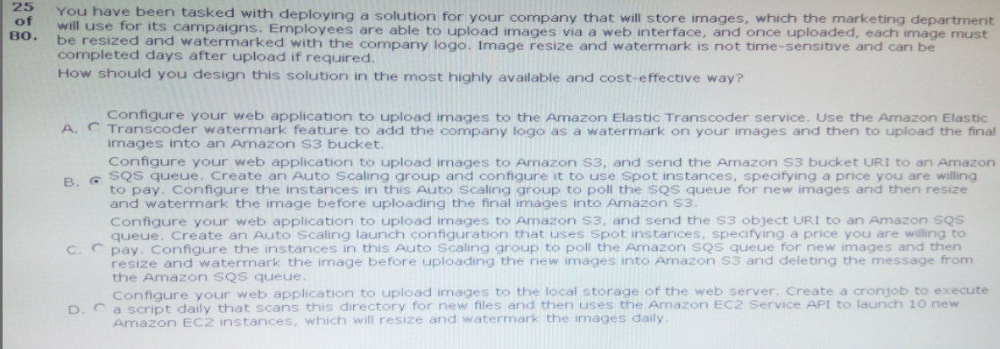 25 of 80.
You have been tasked with deploying a solution for your company that will store images, which the marketing department
will use for its campaigns. Employees are able to upload images via a web interface, and once uploaded, each image must
be resized and watermarked with the company logo. Image resize and watermark is not time-sensitive and can be
completed days after upload if required.
How should you design this solution in the most highly available and cost-effective way?
Configure your web application to upload images to the Amazon Elastic Transcoder service. Use the Amazon Elastic
A. Transcoder watermark feature to add the company logo as a watermark on your images and then to upload the final
images into an Amazon S3 bucket.
Configure your web application to upload images to Amazon S3, and send the Amazon S3 bucket URI to an Amazon
B. SQS queue. Create an Auto Scaling group and configure it to use Spot instances, specifying a price you are willing
to pay. Configure the instances in this Auto Scaling group to poll the SQS queue for new images and then resize
and watermark the image before uploading the final images into Amazon S3.
Configure your web application to upload images to Amazon S3, and send the S3 object URI to an Amazon SQS
queue. Create an Auto Scaling launch configuration that uses Spot instances, specifying a price you are willing to
C. pay. Configure the instances in this Auto Scaling group to poll the Amazon SQS queue for new images and then
resize and watermark the image before uploading the new images into Amazon S3 and deleting the message from
the Amazon SQS queue.
Configure your web application to upload images to the local storage of the web server. Create a cronjob to execute
D. a script daily that scans this directory for new files and then uses the Amazon EC2 Service API to launch 10 new
Amazon EC2 instances, which will resize and watermark the images daily.